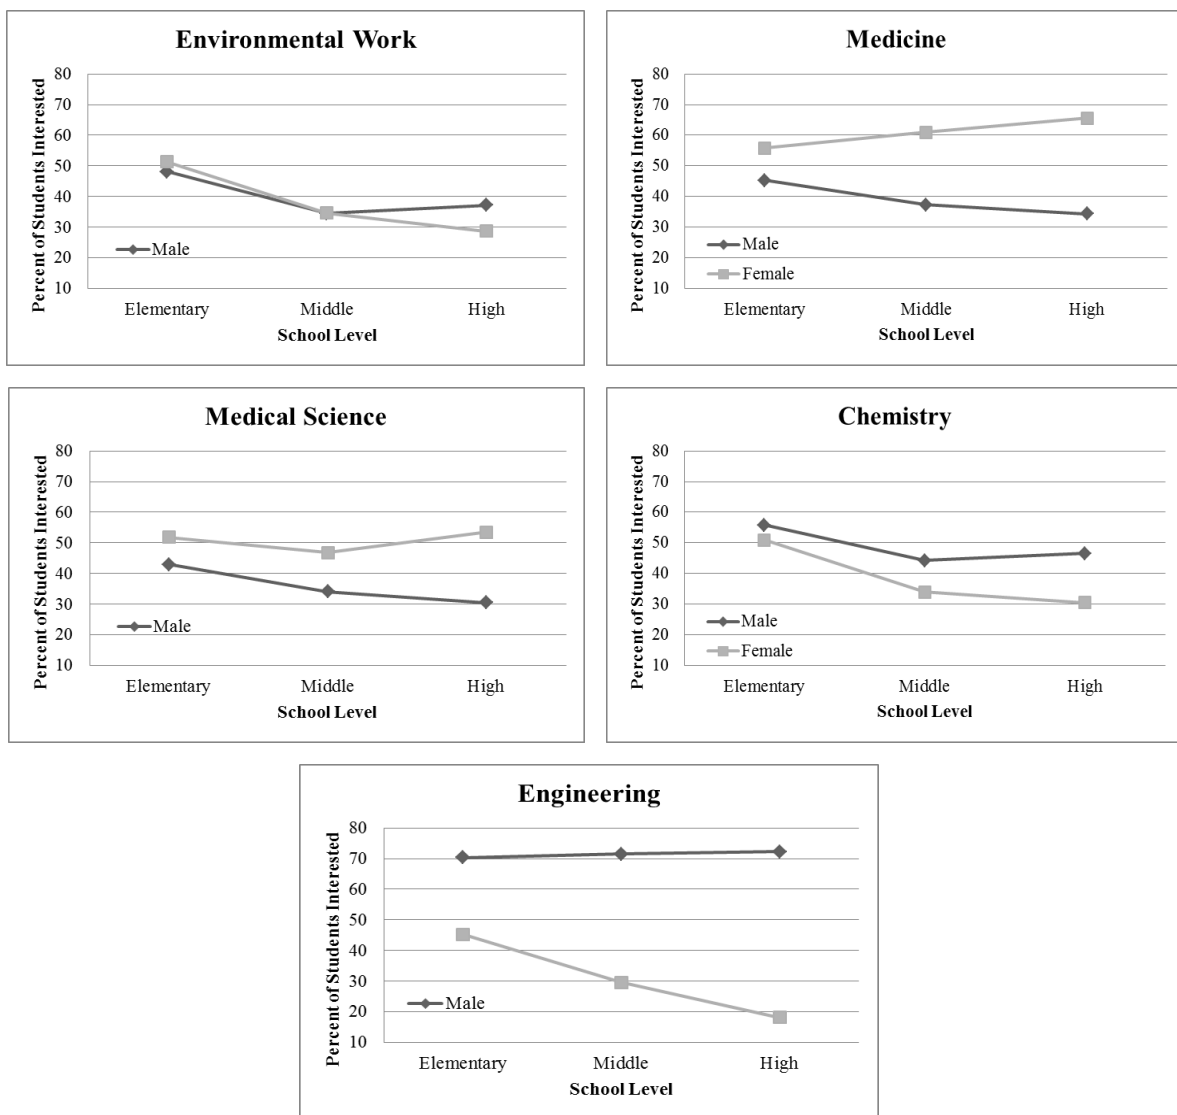 Environmental Work
Percent of Students Interested
80
70
60
50
40
30
20
10
Male
Elementary Middle High
School Level
Medicine
Percent of Students Interested
80
70
60
50
40
30
20
10
Male
Female
Elementary Middle High
School Level
Medical Science
Percent of Students Interested
80
70
60
50
40
30
20
10
Male
Elementary Middle High
School Level
Chemistry
Percent of Students Interested
80
70
60
50
40
30
20
10
Male
Female
Elementary Middle High
School Level
Engineering
Percent of Students Interested
80
70
60
50
40
30
20
10
Male
Elementary Middle High
School Level